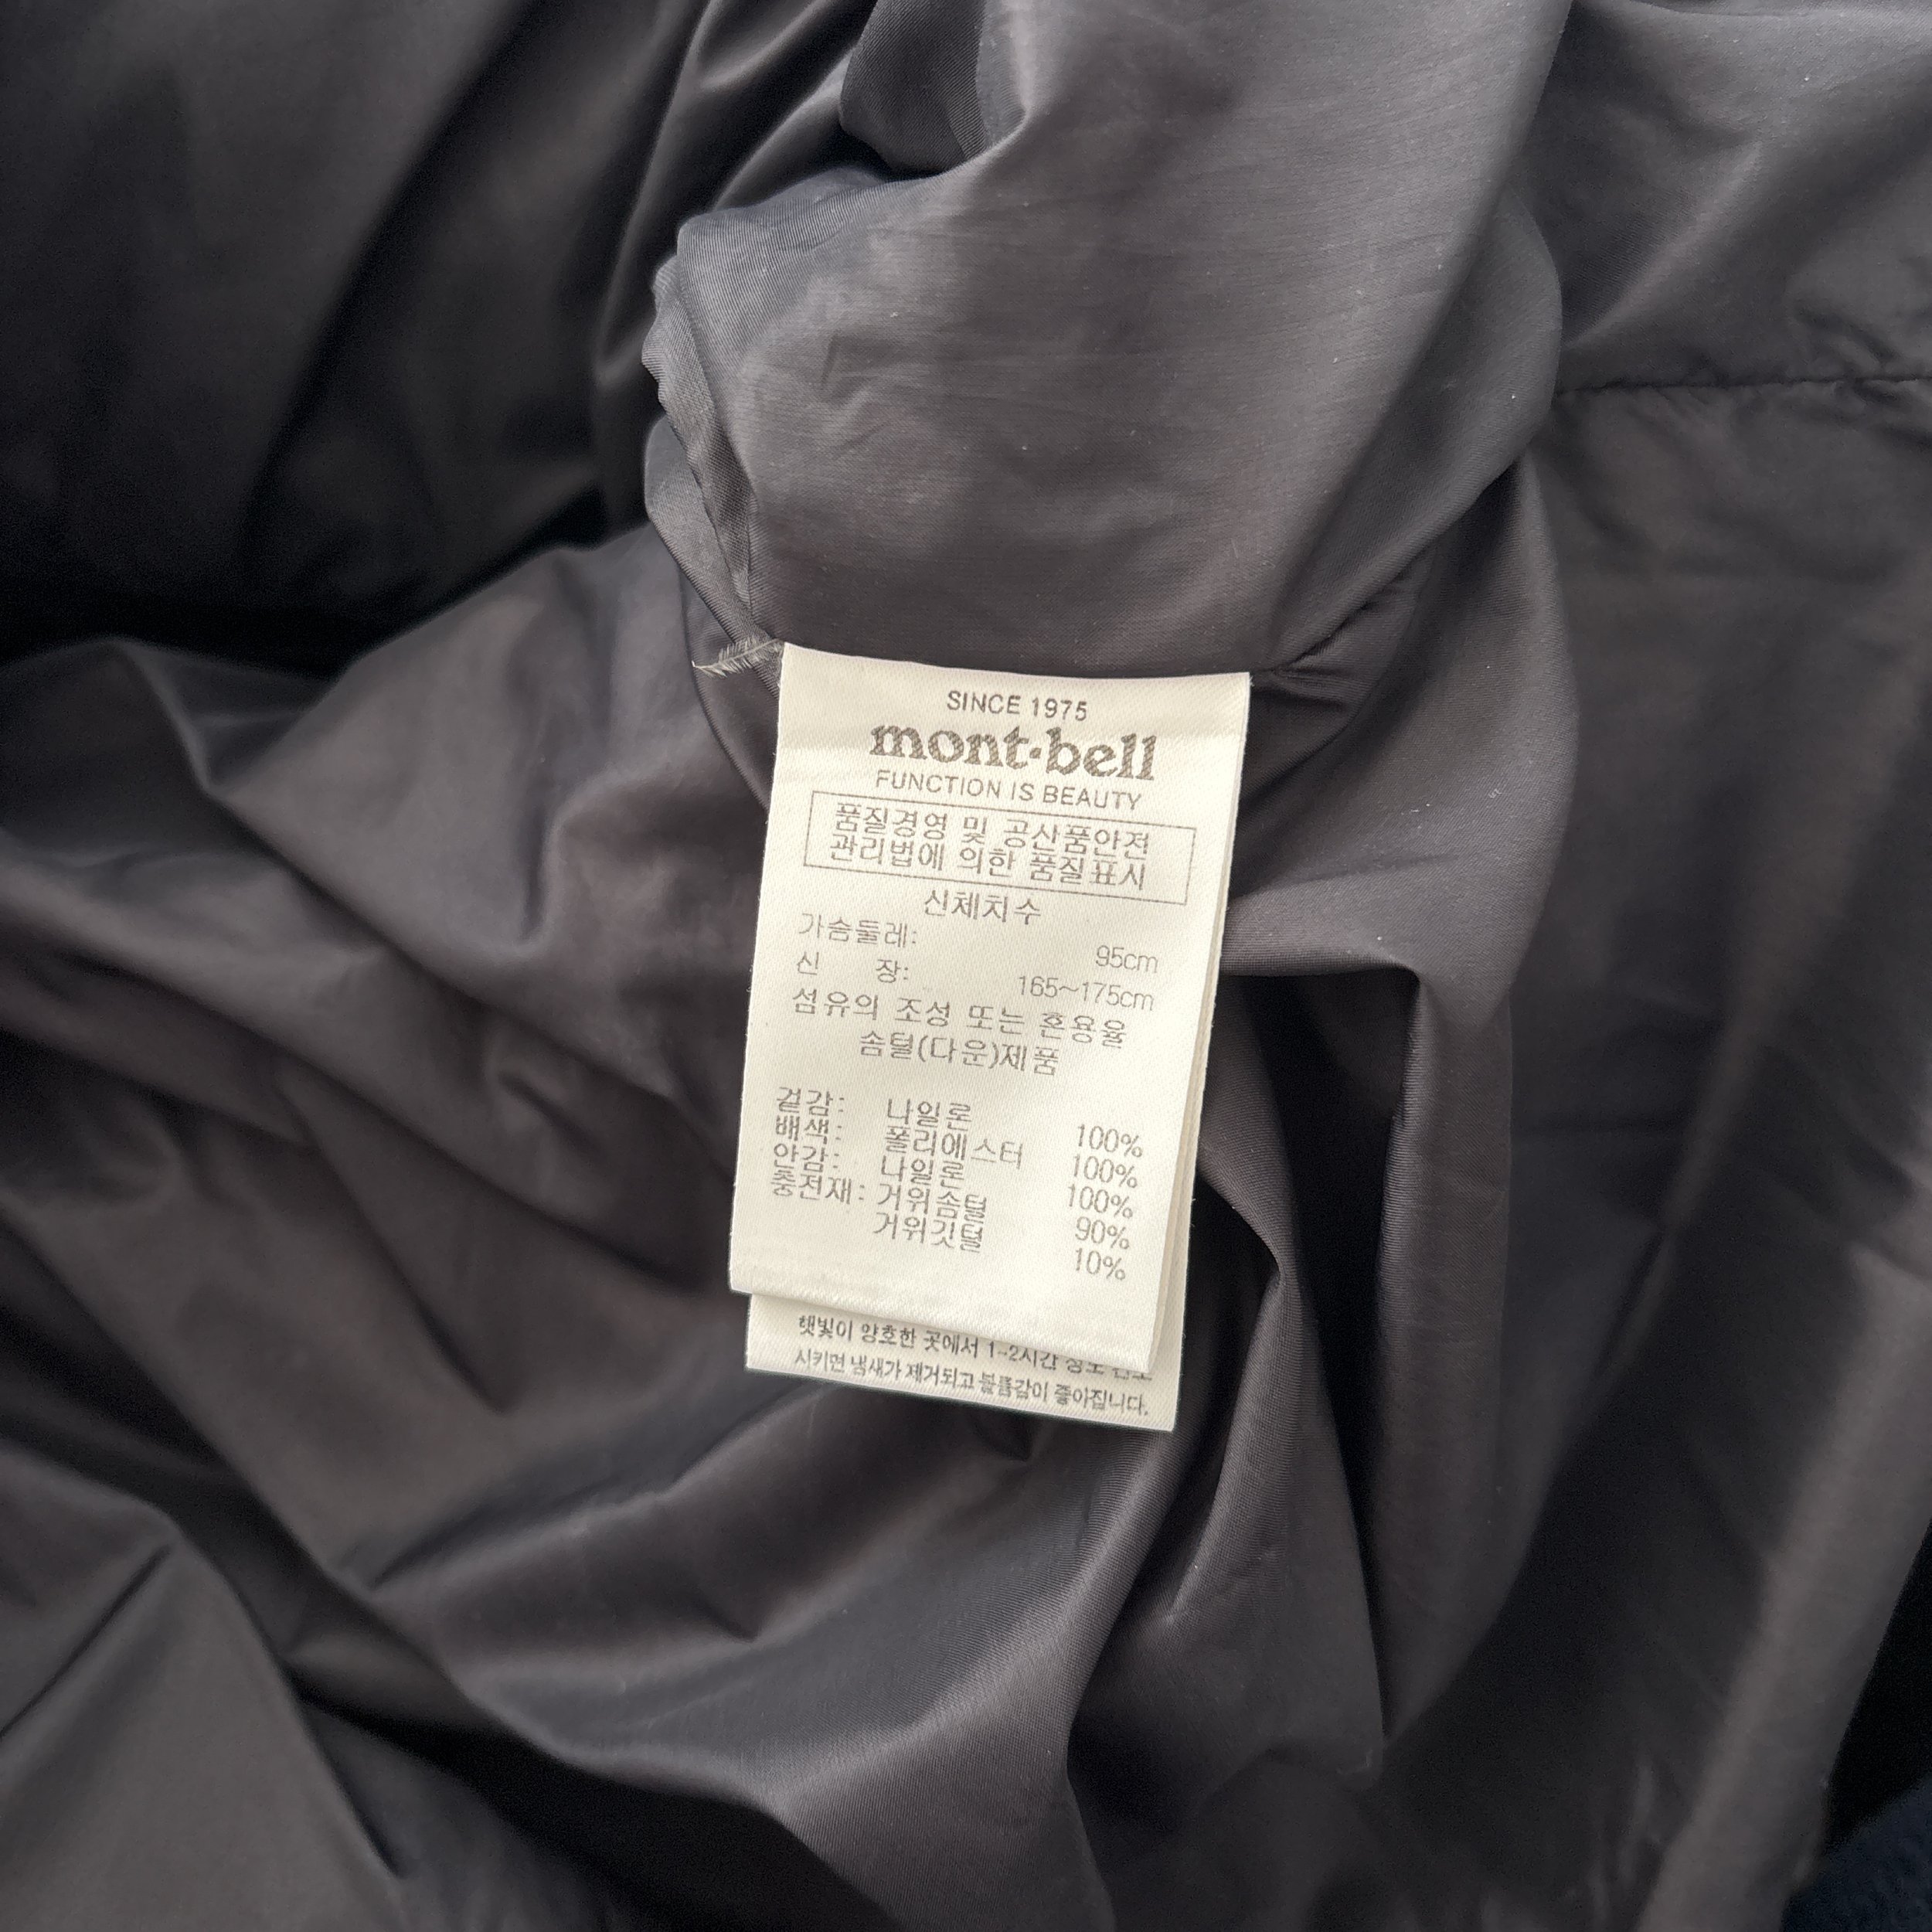 SINCE 1975
mont·bell
FUNCTION IS BEAUTY
품질경영 및 공산품안전
관리법에 의한 품질표시
신체치수
가슴둘레: 95cm
신 장: 165~175cm
섬유의 조성 또는 혼용율
솜털(다운)제품
겉감: 나일론 100%
배색: 폴리에스터 100%
안감: 나일론 100%
충전재: 거위솜털 90%
거위깃털 10%
햇빛이 양호한 곳에서 1~2시간 정도
시키면 냄새가 제거되고 볼륨감이 좋아집니다.